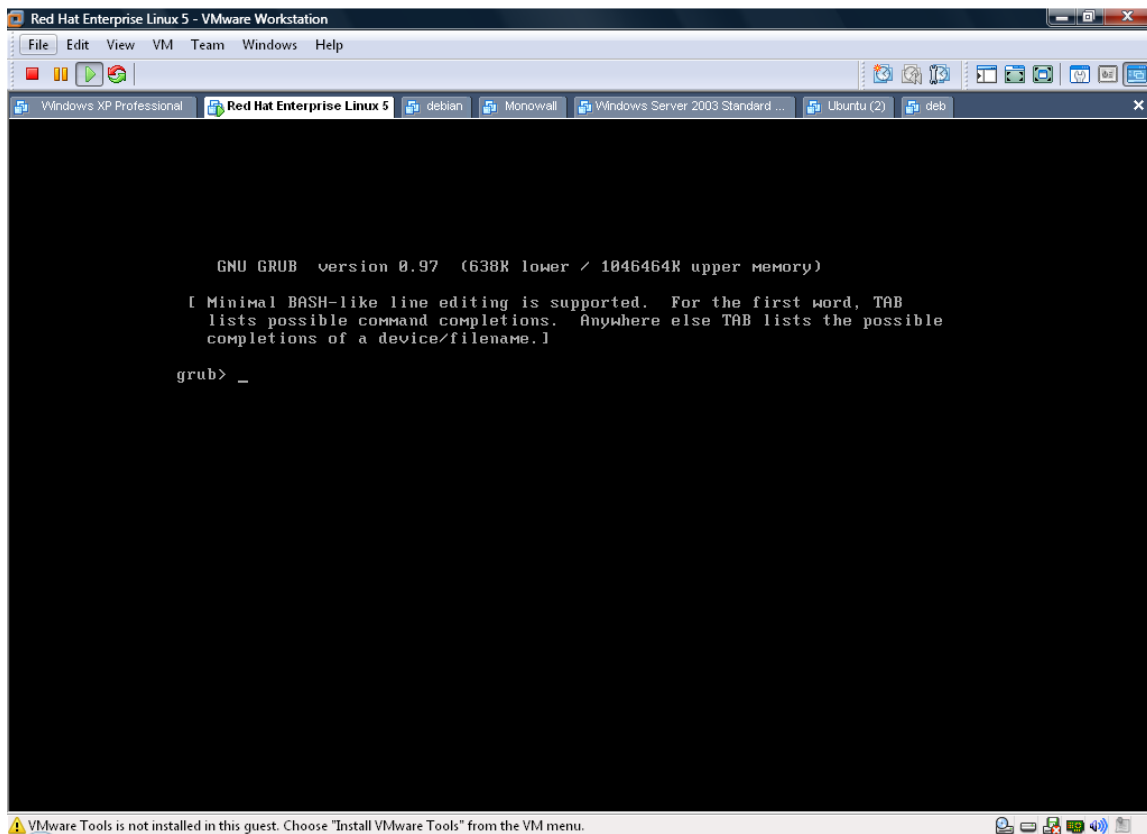 Red Hat Enterprise Linux 5 - VMware Workstation
File Edit View VM Team Windows Help
Windows XP Professional Red Hat Enterprise Linux 5 debian Monowall Windows Server 2003 Standard ... Ubuntu (2) deb
GNU GRUB version 0.97 (638K lower / 1046464K upper memory)
[ Minimal BASH-like line editing is supported. For the first word, TAB
lists possible command completions. Anywhere else TAB lists the possible
completions of a device/filename.]
grub> _
VMware Tools is not installed in this guest. Choose "Install VMware Tools" from the VM menu.